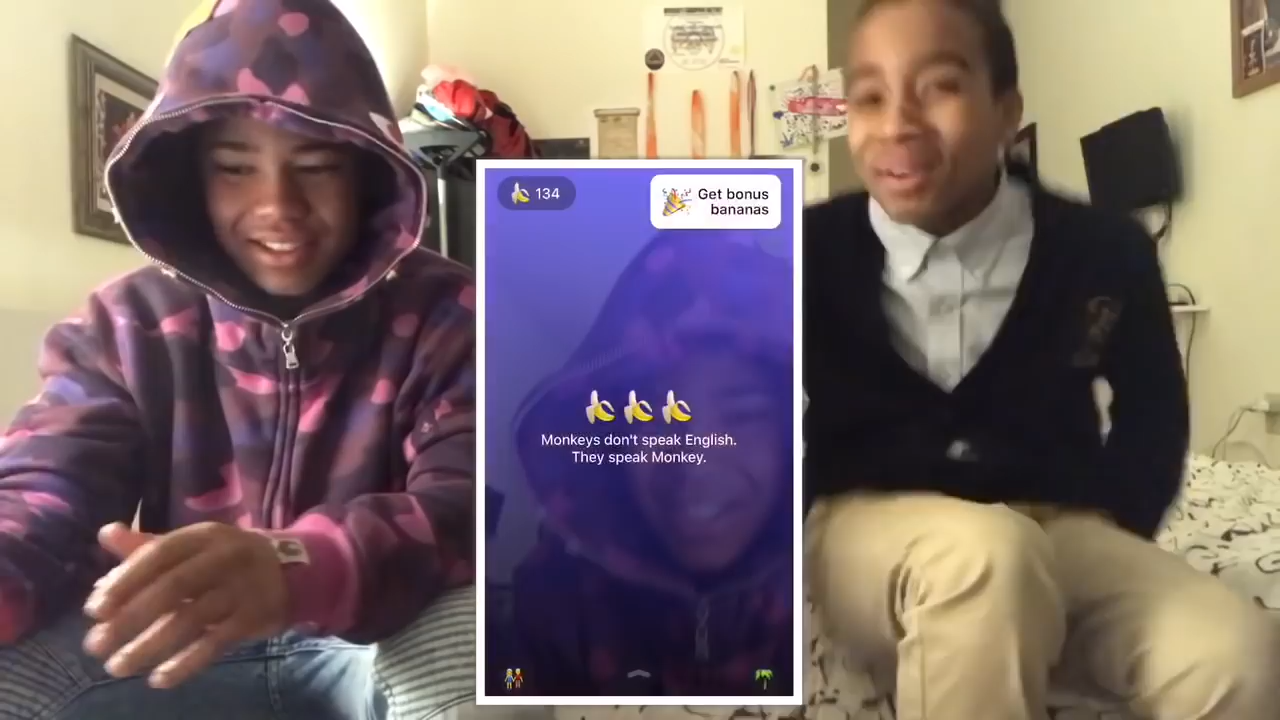 134
Get bonus
bananas
Monkeys don't speak English.
They speak Monkey.